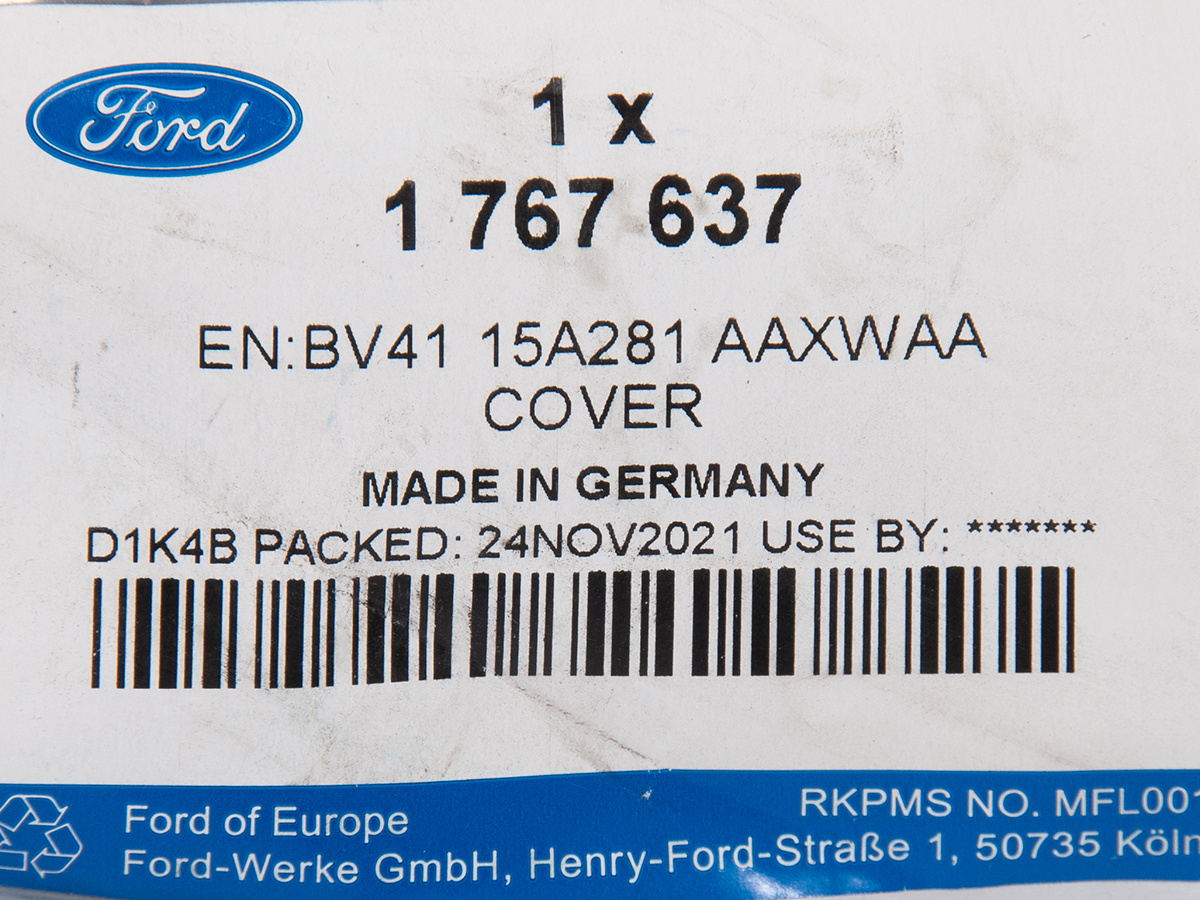 Ford
1 x
1 767 637
EN:BV41 15A281 AAXWAA
COVER
MADE IN GERMANY
D1K4B PACKED: 24NOV2021 USE BY: *******
Ford of Europe
RKPMS NO. MFL001
Ford-Werke GmbH, Henry-Ford-Straße 1, 50735 Köln